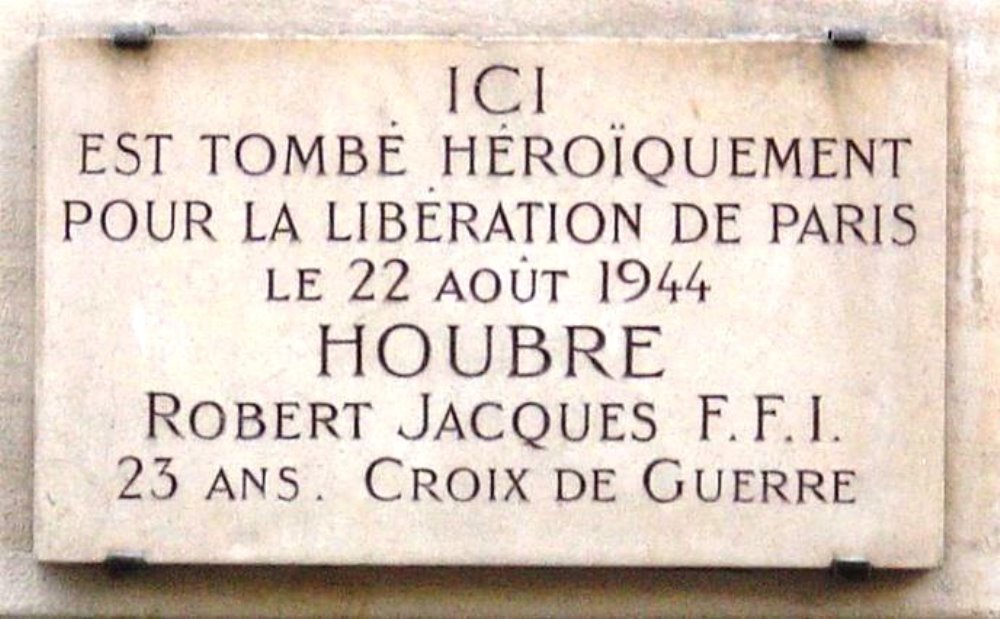 ICI
EST TOMBÉ HÉROÏQUEMENT
POUR LA LIBÉRATION DE PARIS
LE 22 AOÛT 1944
HOUBRE
ROBERT JACQUES F.F.I.
23 ANS. CROIX DE GUERRE